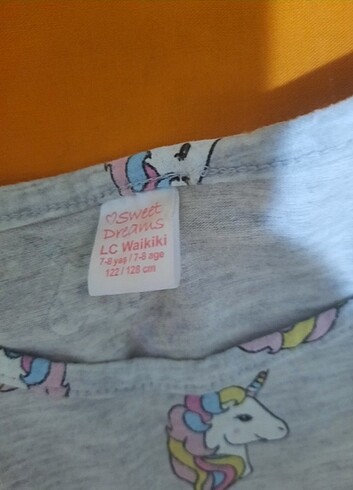 ♡Sweet
Dreams
LC Waikiki
7-8 yaş / 7-8 age
122 / 128 cm